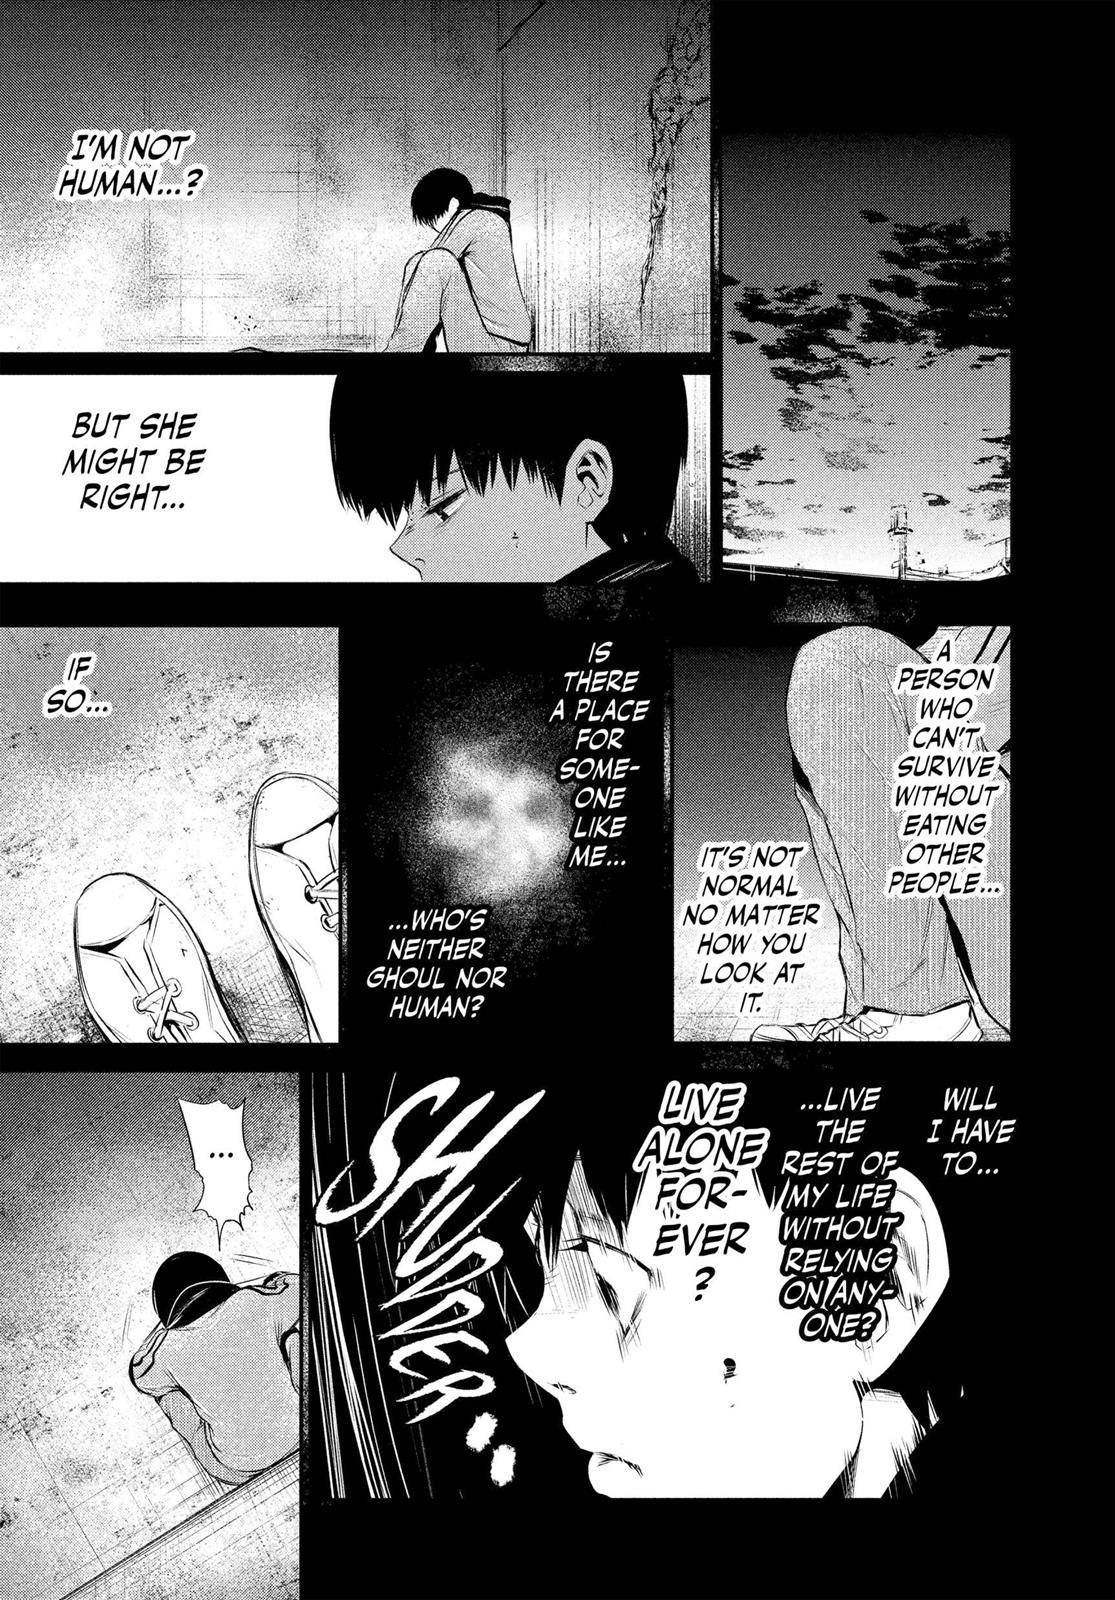 I'M NOT
HUMAN...?
BUT SHE
MIGHT BE
RIGHT...
A
PERSON
WHO
CAN'T
SURVIVE
WITHOUT
EATING
OTHER
PEOPLE...
IT'S NOT
NORMAL
NO MATTER
HOW YOU
LOOK AT
IT.
IS
THERE
A PLACE
FOR
SOME-
ONE
LIKE
ME...
...WHO'S
NEITHER
GHOUL NOR
HUMAN?
IF
SO...
WILL
I HAVE
TO...
...LIVE
THE
REST OF
MY LIFE
WITHOUT
RELYING
ON ANY-
ONE?
LIVE
ALONE
FOR-
EVER
?
SHUDDER
...